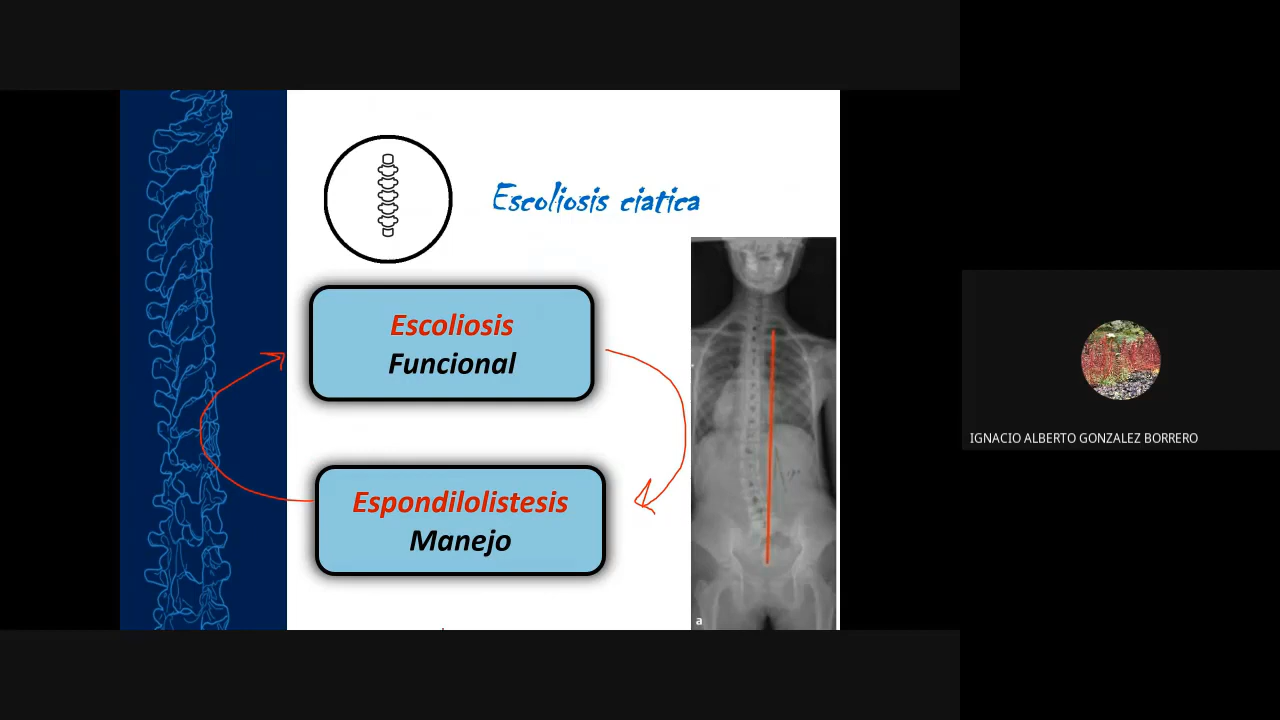 Escoliosis ciatica
Escoliosis
Funcional
Espondilolistesis
Manejo
a
IGNACIO ALBERTO GONZALEZ BORRERO